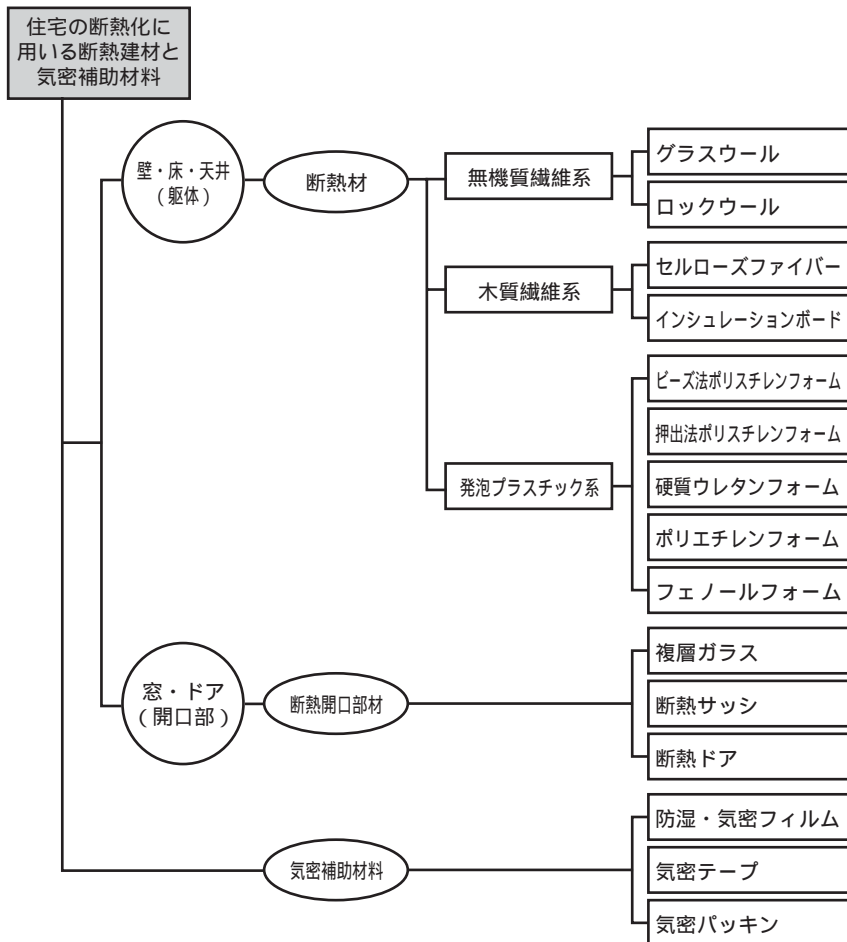 住宅の断熱化に
用いる断熱建材と
気密補助材料
壁・床・天井
（躯体）
断熱材
無機質繊維系
グラスウール
ロックウール
木質繊維系
セルローズファイバー
インシュレーションボード
発泡プラスチック系
ビーズ法ポリスチレンフォーム
押出法ポリスチレンフォーム
硬質ウレタンフォーム
ポリエチレンフォーム
フェノールフォーム
窓・ドア
（開口部）
断熱開口部材
複層ガラス
断熱サッシ
断熱ドア
気密補助材料
防湿・気密フィルム
気密テープ
気密パッキン